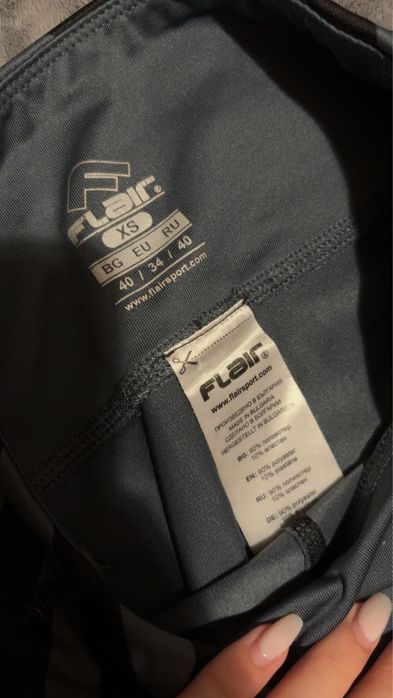 F
FLair®
XS
BG EU RU
40 / 34 / 40
www.flairsport.com
FLaiR®
www.flairsport.com
ПРОИЗВЕДЕНО В БЪЛГАРИЯ
MADE IN BULGARIA
СДЕЛАНО В БОЛГАРИИ
HERGESTELLT IN BULGARIEN
BG: 90% полиестер
10% еластан
EN: 90% polyester
10% elastane
RU: 90% полиэстер
10% эластан
DE: 90% polyester
10%